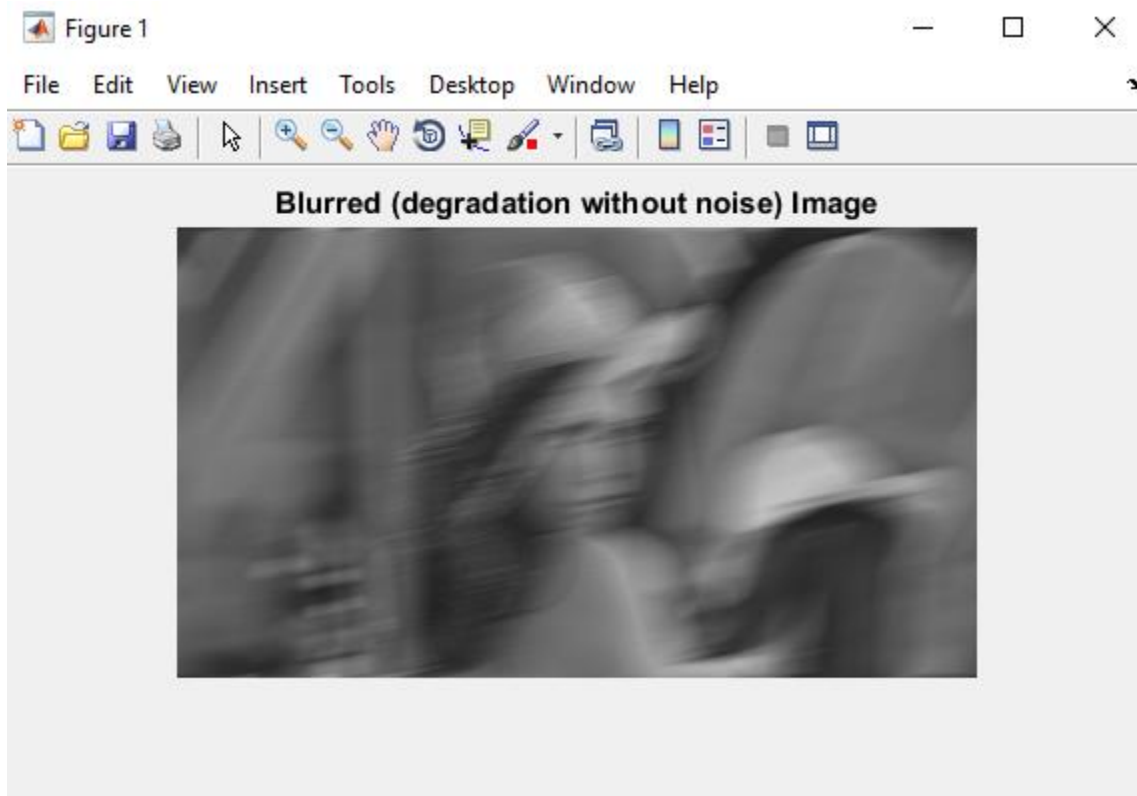 Figure 1
File Edit View Insert Tools Desktop Window Help
Blurred (degradation without noise) Image